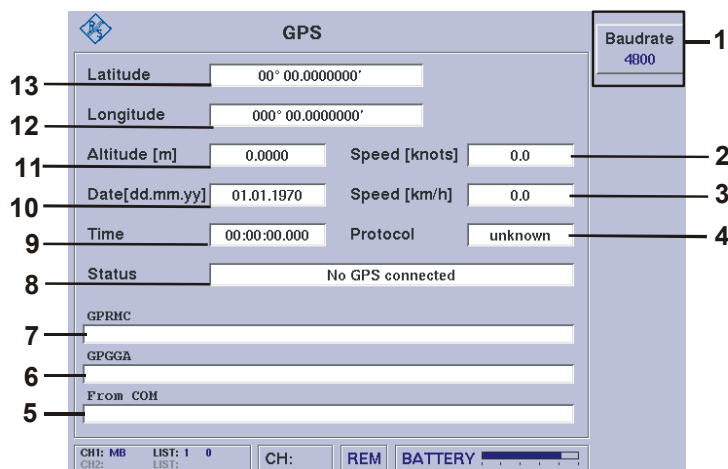 GPS
Baudrate
4800
1
Latitude
00° 00.0000000'
13
Longitude
000° 00.0000000'
12
Altitude [m]
0.0000
Speed [knots]
0.0
2
11
Date[dd.mm.yy]
01.01.1970
Speed [km/h]
0.0
3
10
Time
00:00:00.000
Protocol
unknown
4
9
Status
No GPS connected
8
GPRMC
7
GPGGA
6
From COM
5
CH1: MB LIST: 1 0
CH2: LIST:
CH:
REM
BATTERY